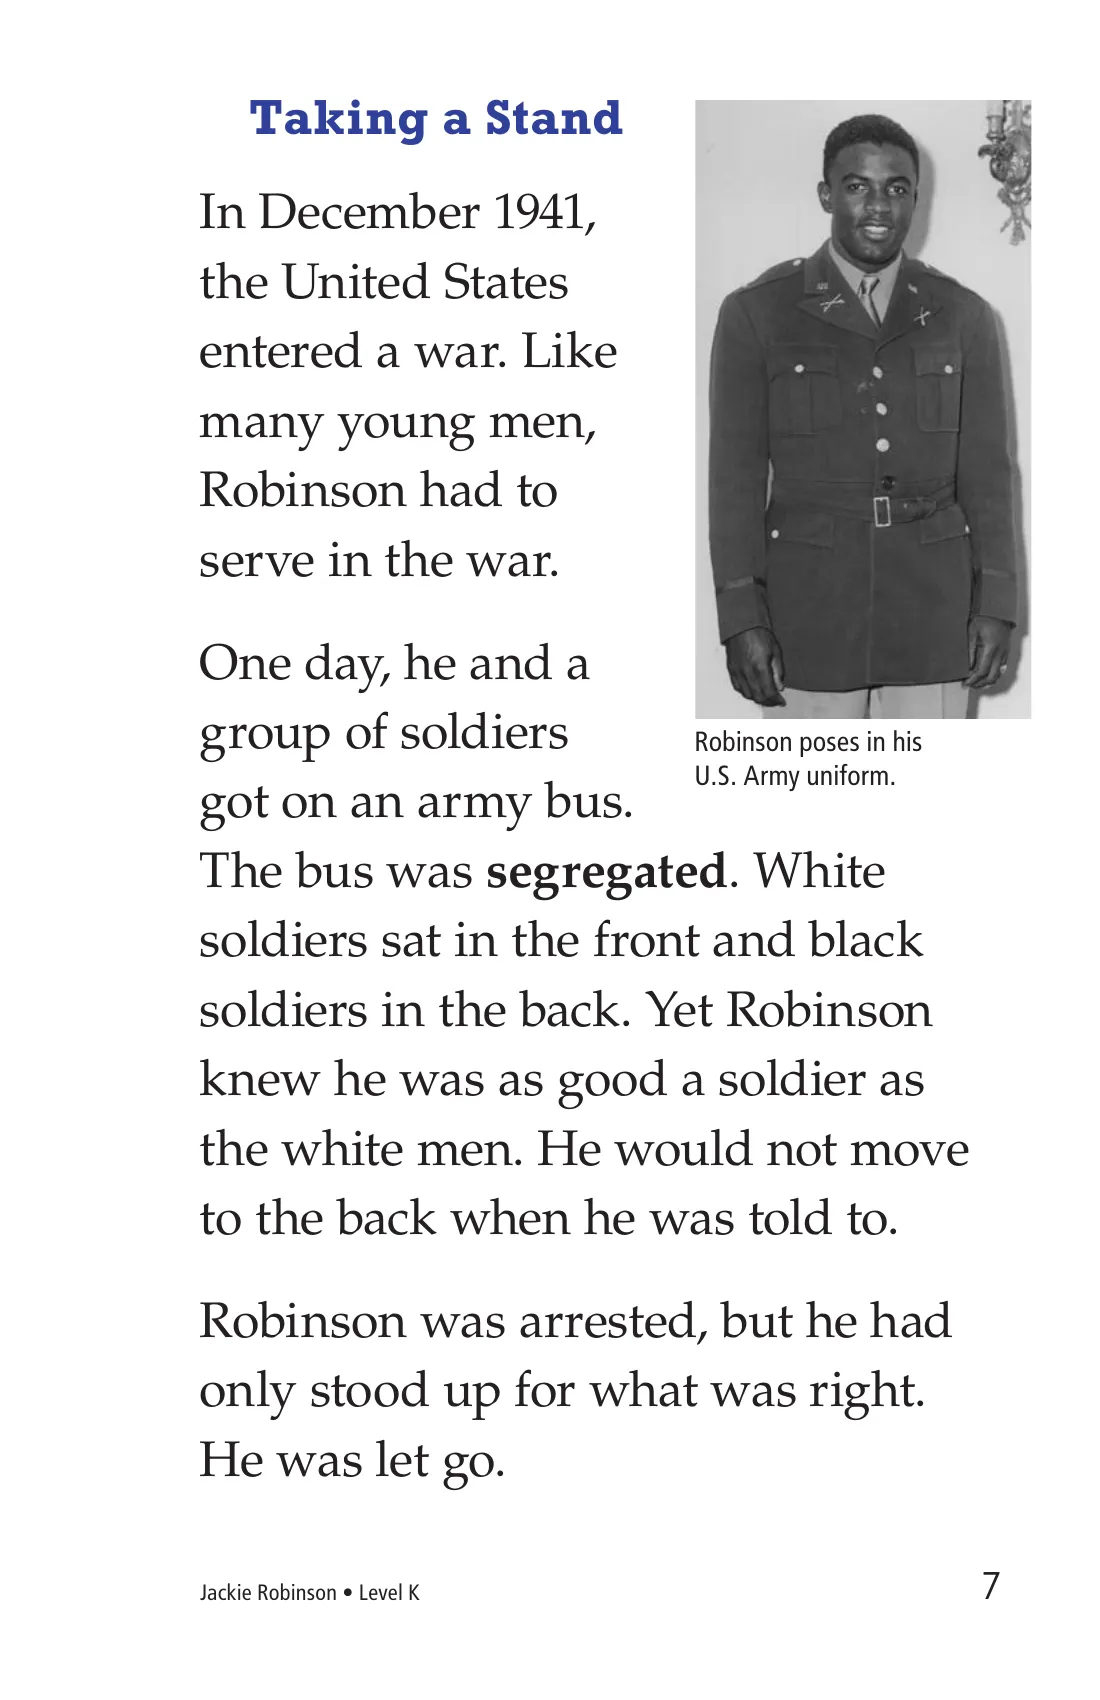 Taking a Stand
In December 1941,
the United States
entered a war. Like
many young men,
Robinson had to
serve in the war.
One day, he and a
group of soldiers
got on an army bus.
The bus was segregated. White
soldiers sat in the front and black
soldiers in the back. Yet Robinson
knew he was as good a soldier as
the white men. He would not move
to the back when he was told to.
Robinson was arrested, but he had
only stood up for what was right.
He was let go.
Robinson poses in his
U.S. Army uniform.
Jackie Robinson • Level K
7